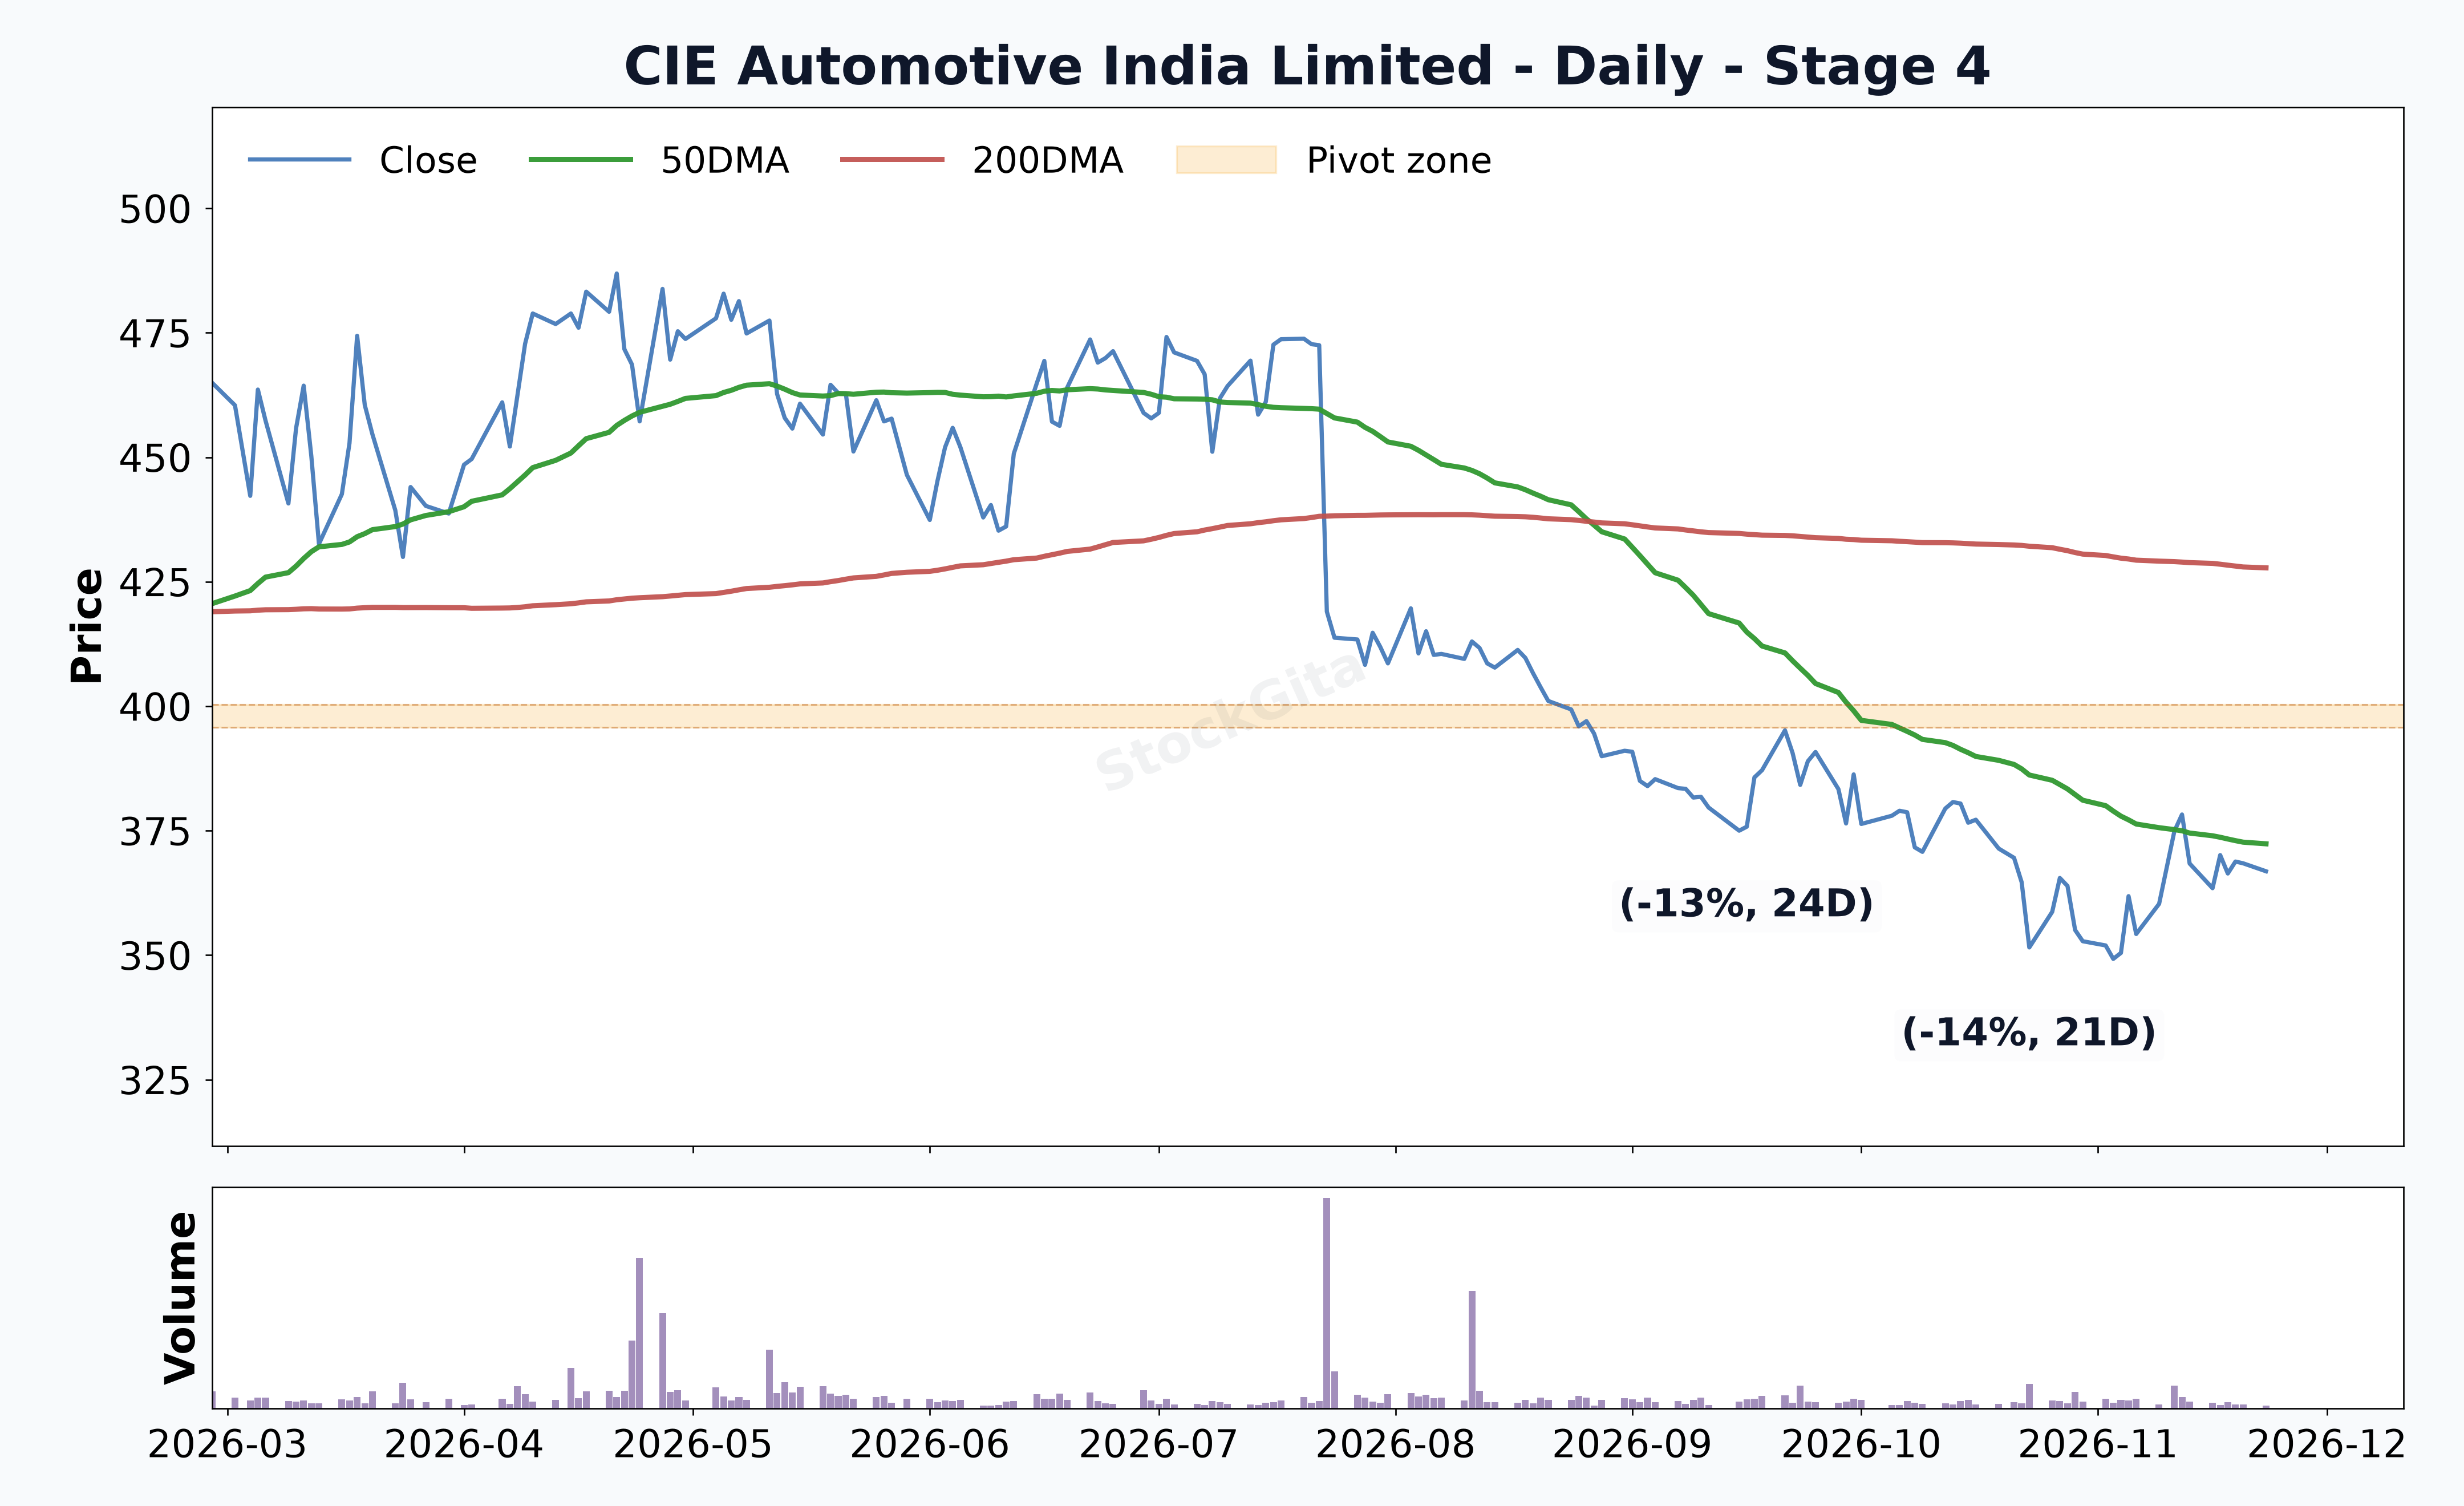 CIE Automotive India Limited - Daily - Stage 4
Close 50DMA 200DMA Pivot zone
Price
500
475
450
425
400
375
350
325
StockGita
(-13%, 24D)
(-14%, 21D)
Volume
2026-03 2026-04 2026-05 2026-06 2026-07 2026-08 2026-09 2026-10 2026-11 2026-12